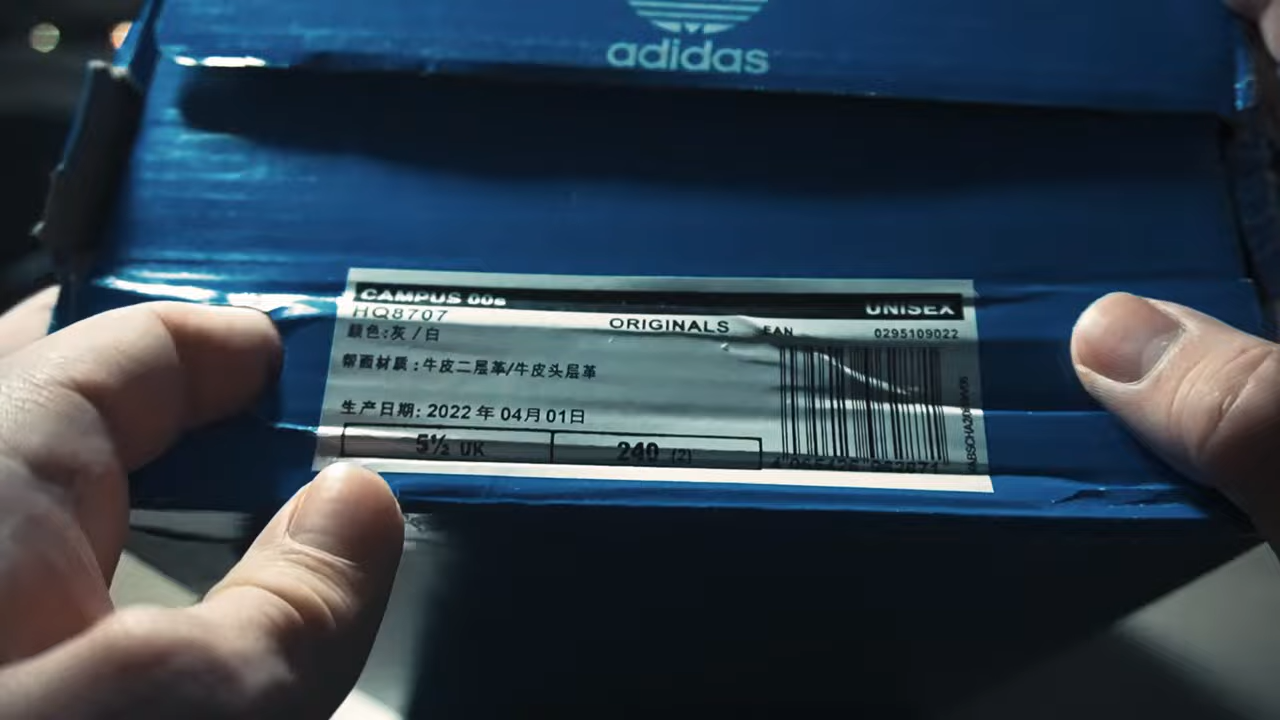 adidas
CAMPUS 00s
UNISEX
HQ8707
ORIGINALS
EAN
0295109022
颜色:灰 / 白
帮面材质:牛皮二层革/牛皮头层革
生产日期: 2022 年 04月 01日
5½ UK
240 (2)